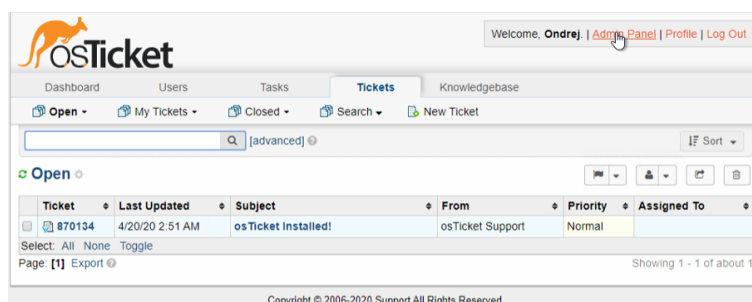 osTicket
Welcome, Ondrej. | Admin Panel | Profile | Log Out
Dashboard Users Tasks Tickets Knowledgebase
Open My Tickets Closed Search New Ticket
[advanced] Sort
Open
Ticket Last Updated Subject From Priority Assigned To
870134 4/20/20 2:51 AM osTicket Installed! osTicket Support Normal
Select: All None Toggle
Page: [1] Export Showing 1 - 1 of about 1
Copyright © 2006-2020 Support All Rights Reserved.